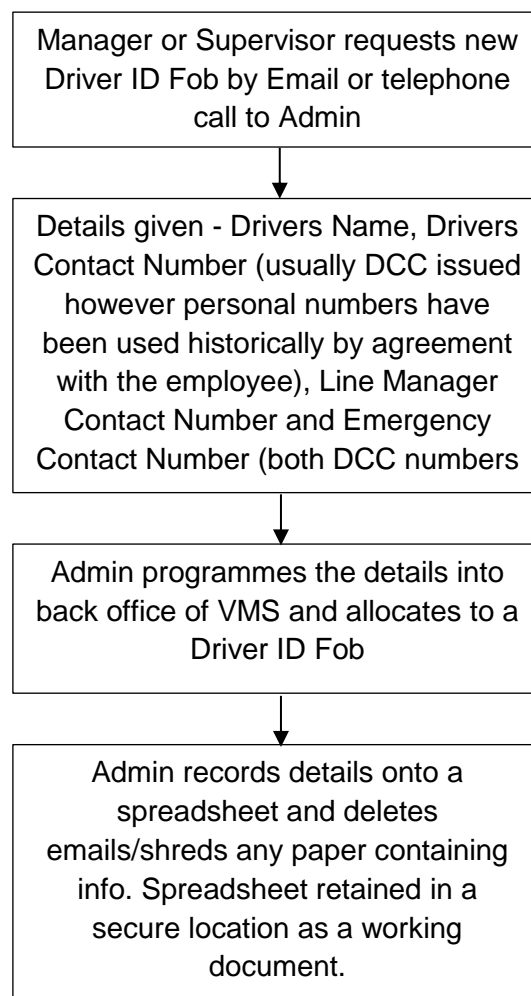 Manager or Supervisor requests new
Driver ID Fob by Email or telephone
call to Admin
Details given - Drivers Name, Drivers
Contact Number (usually DCC issued
however personal numbers have
been used historically by agreement
with the employee), Line Manager
Contact Number and Emergency
Contact Number (both DCC numbers
Admin programmes the details into
back office of VMS and allocates to a
Driver ID Fob
Admin records details onto a
spreadsheet and deletes
emails/shreds any paper containing
info. Spreadsheet retained in a
secure location as a working
document.